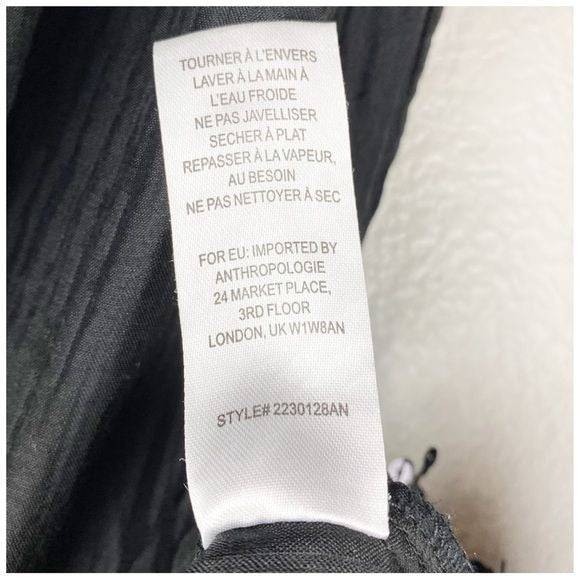 TOURNER À L'ENVERS
LAVER À LA MAIN À
L'EAU FROIDE
NE PAS JAVELLISER
SECHER À PLAT
REPASSER À LA VAPEUR,
AU BESOIN
NE PAS NETTOYER À SEC
FOR EU: IMPORTED BY
ANTHROPOLOGIE
24 MARKET PLACE,
3RD FLOOR
LONDON, UK W1W8AN
STYLE# 2230128AN